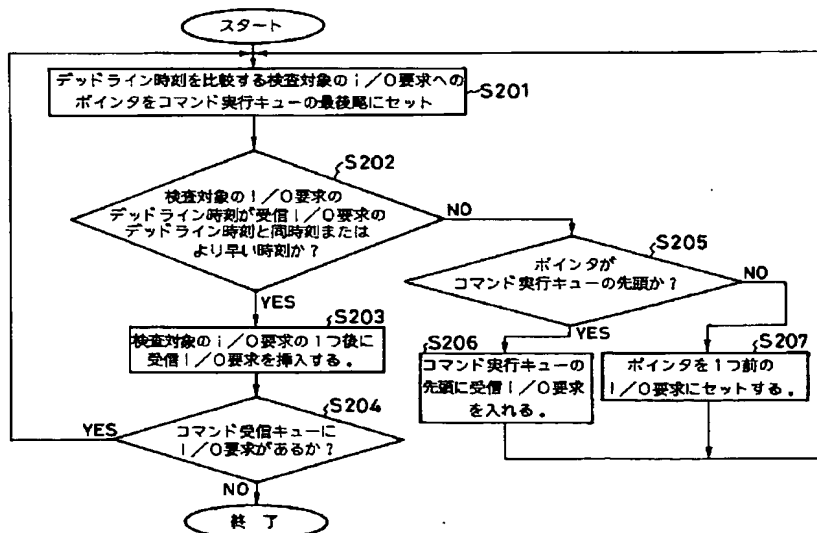 スタート
デッドライン時刻を比較する検査対象のI/O要求への
ポインタをコマンド実行キューの最後尾にセット
S201
S202
検査対象のI/O要求の
デッドライン時刻が受信I/O要求の
デッドライン時刻と同時刻または
より早い時刻か?
NO
YES
S205
ポインタが
コマンド実行キューの先頭か?
NO
YES
S203
検査対象のI/O要求の1つ後に
受信I/O要求を挿入する。
S206
コマンド実行キューの
先頭に受信I/O要求
を入れる。
S207
ポインタを1つ前の
I/O要求にセットする。
S204
コマンド受信キューに
I/O要求があるか?
YES
NO
終了